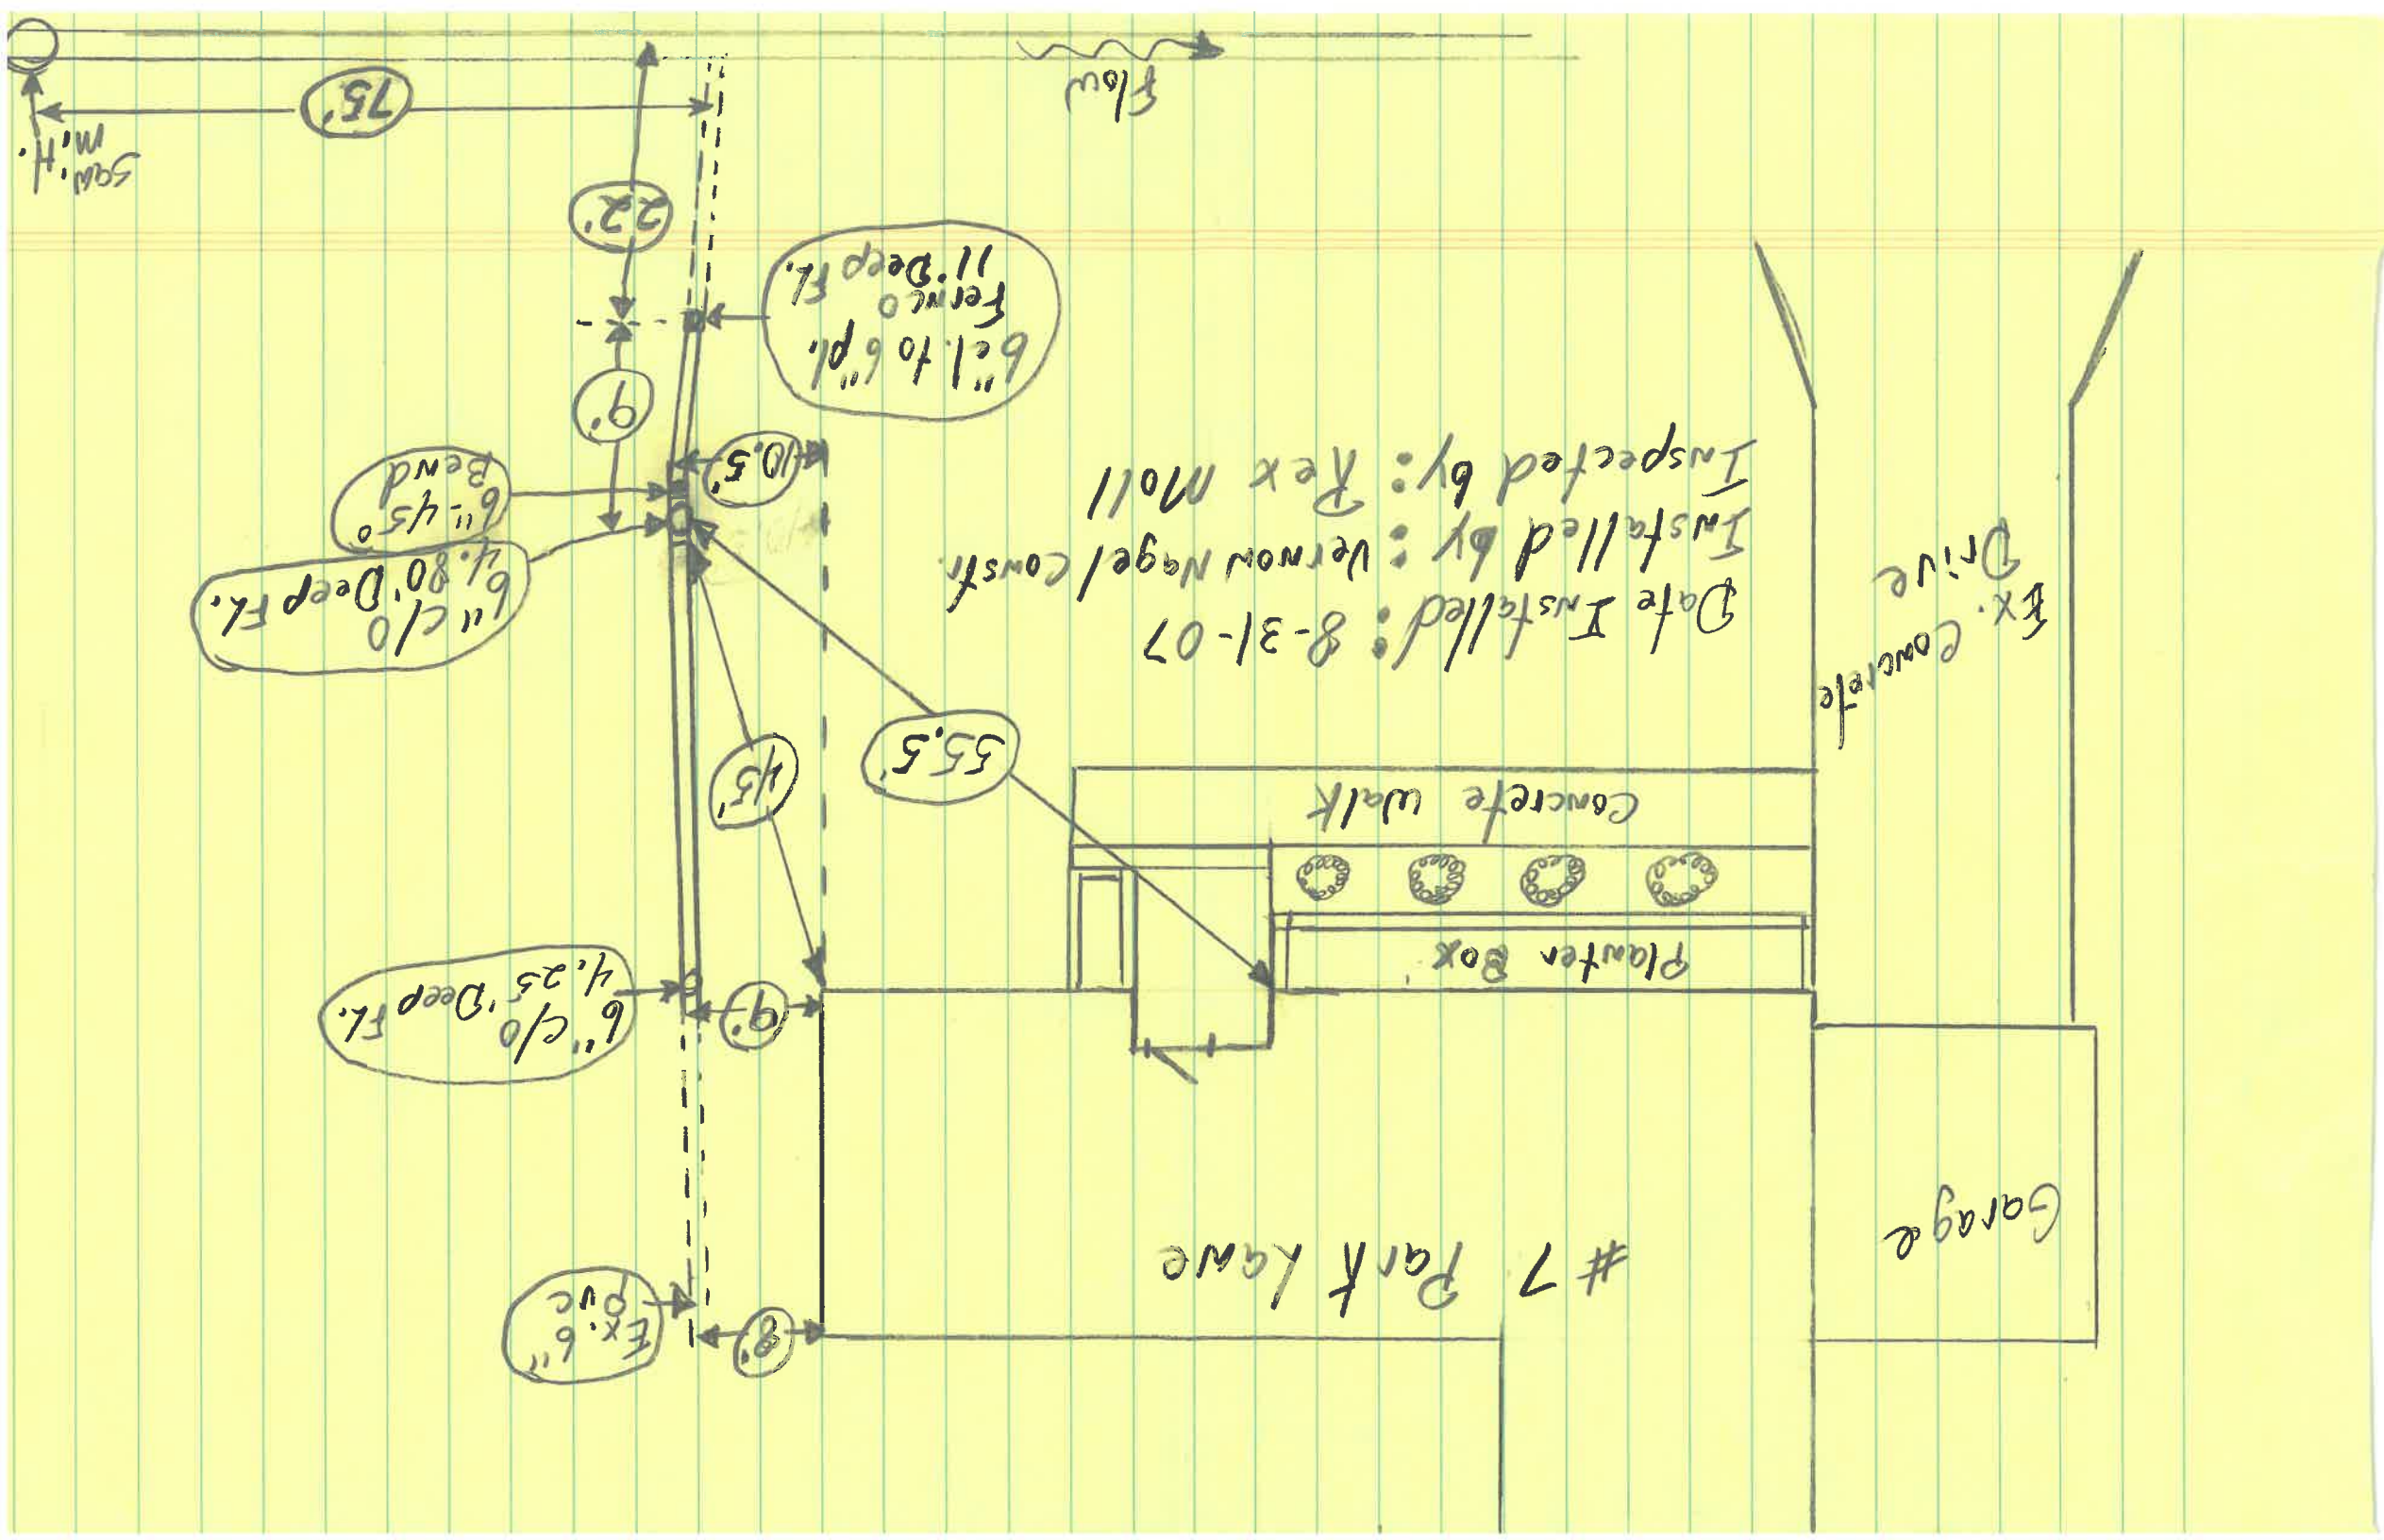 Garage
# 7 Park Lane
8'
Ex. 6"
pvc
9'
6" c/o
4.25' Deep FL.
Planter Box
Concrete Walk
Ex. Concrete
Drive
55.5'
45'
Date Installed: 8-31-07
Installed by: Vernon Nagel Constr.
Inspected by: Rex Moll
6" c/o
4.80' Deep FL.
6"-45°
Bend
10.5'
9'
6" cl. to 6" pl.
Fernco
11' Deep FL.
22'
San.
M.H.
75'
Flow